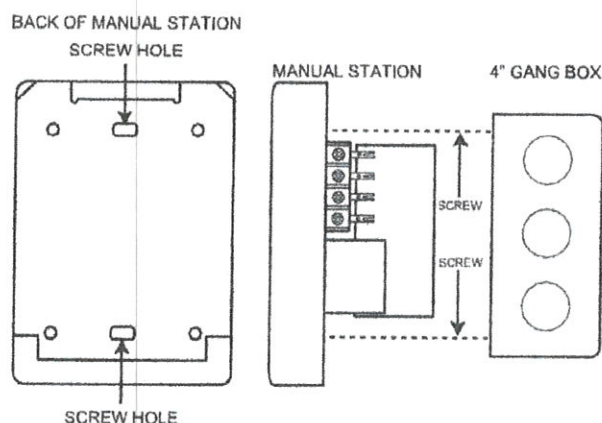 BACK OF MANUAL STATION
SCREW HOLE
MANUAL STATION
4" GANG BOX
SCREW
SCREW
SCREW HOLE